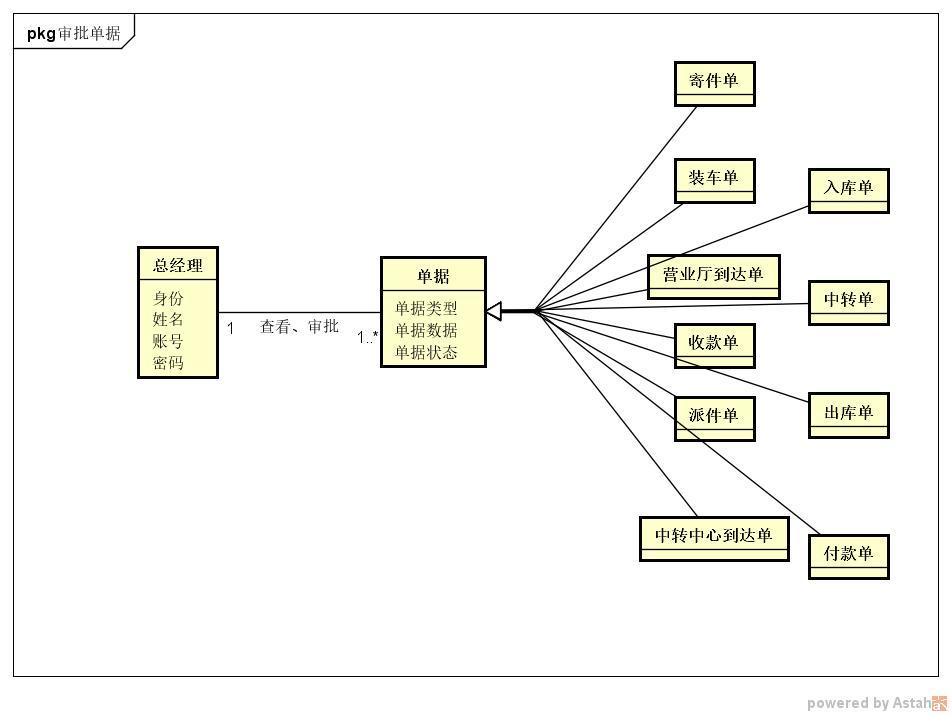 pkg审批单据
寄件单
装车单
入库单
总经理
身份
姓名
账号
密码
1
查看、审批
1..*
单据
单据类型
单据数据
单据状态
营业厅到达单
中转单
收款单
派件单
出库单
中转中心到达单
付款单
powered by Astah